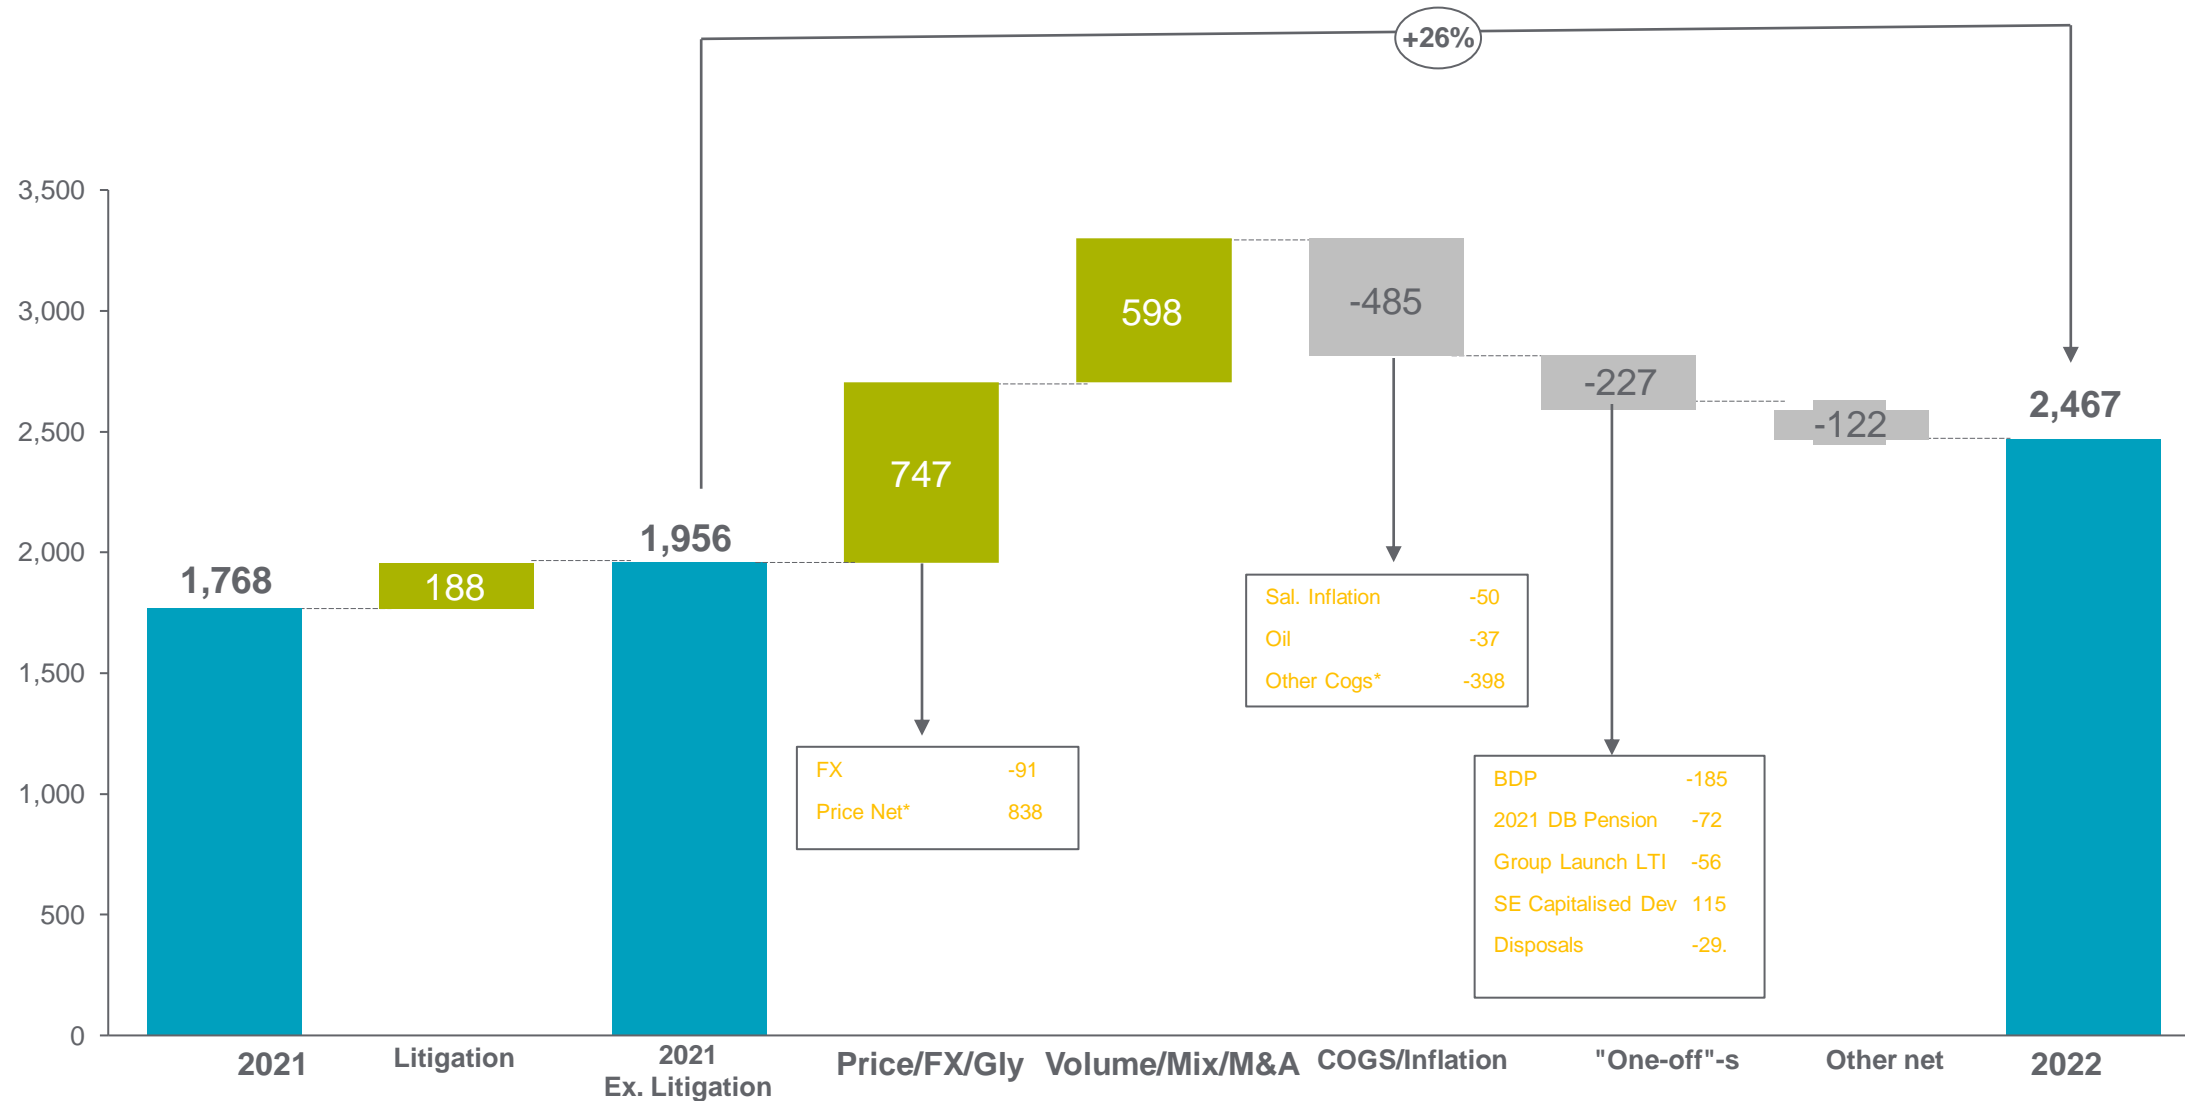 +26%
3,500
3,000
2,500
2,000
1,500
1,000
500
0
1,768
188
1,956
747
598
-485
-227
-122
2,467
FX -91
Price Net* 838
Sal. Inflation -50
Oil -37
Other Cogs* -398
BDP -185
2021 DB Pension -72
Group Launch LTI -56
SE Capitalised Dev 115
Disposals -29.
2021
Litigation
2021
Ex. Litigation
Price/FX/Gly
Volume/Mix/M&A
COGS/Inflation
"One-off"-s
Other net
2022